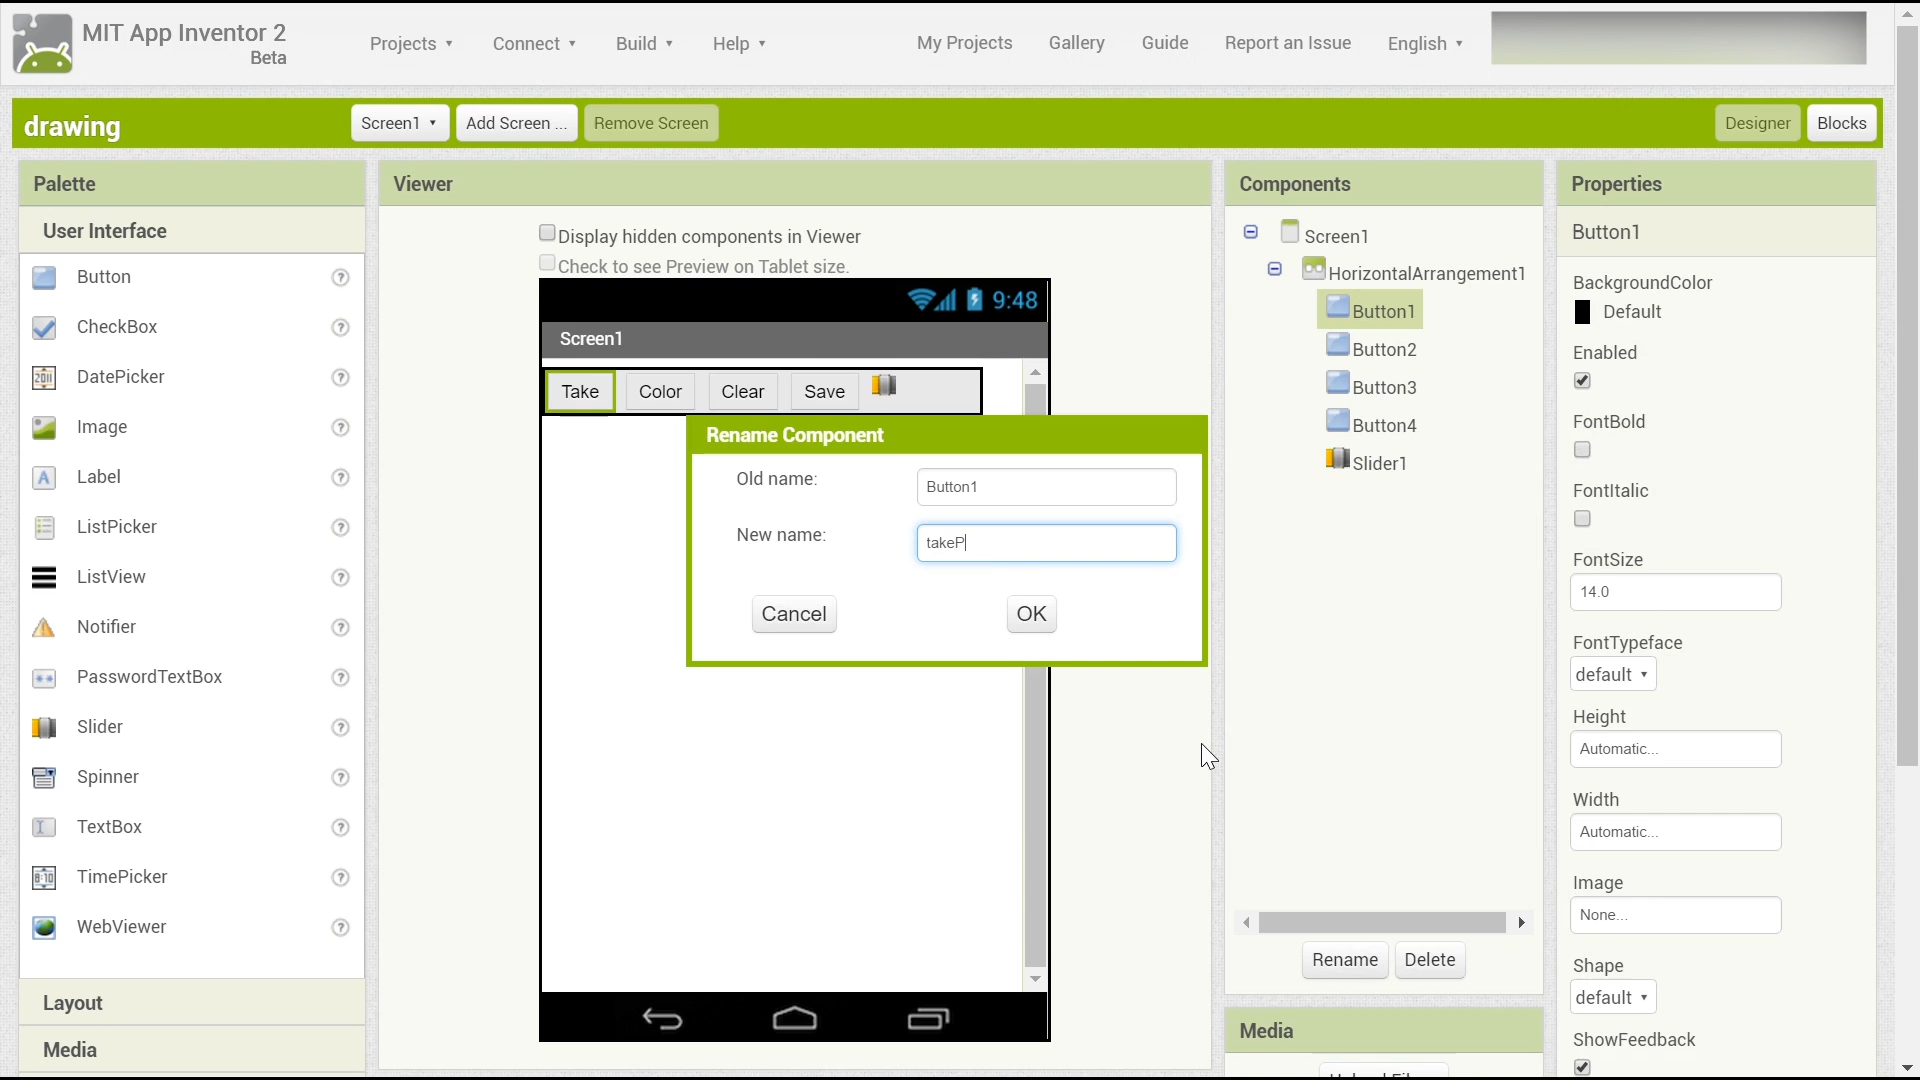 MIT App Inventor 2
Beta
Projects
Connect
Build
Help
My Projects
Gallery
Guide
Report an Issue
English
drawing
Screen1
Add Screen ...
Remove Screen
Designer
Blocks
Palette
User Interface
Button
CheckBox
DatePicker
Image
Label
ListPicker
ListView
Notifier
PasswordTextBox
Slider
Spinner
TextBox
TimePicker
WebViewer
Layout
Media
Viewer
Display hidden components in Viewer
Check to see Preview on Tablet size.
9:48
Screen1
Take
Color
Clear
Save
Rename Component
Old name:
Button1
New name:
takeP
Cancel
OK
Components
Screen1
HorizontalArrangement1
Button1
Button2
Button3
Button4
Slider1
Rename
Delete
Media
Properties
Button1
BackgroundColor
Default
Enabled
FontBold
FontItalic
FontSize
14.0
FontTypeface
default
Height
Automatic...
Width
Automatic...
Image
None...
Shape
default
ShowFeedback